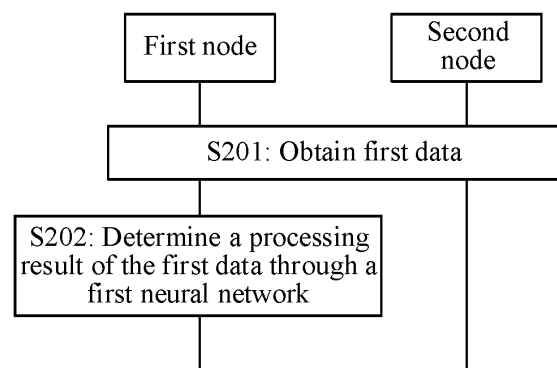 First node
Second
node
S201: Obtain first data
S202: Determine a processing
result of the first data through a
first neural network